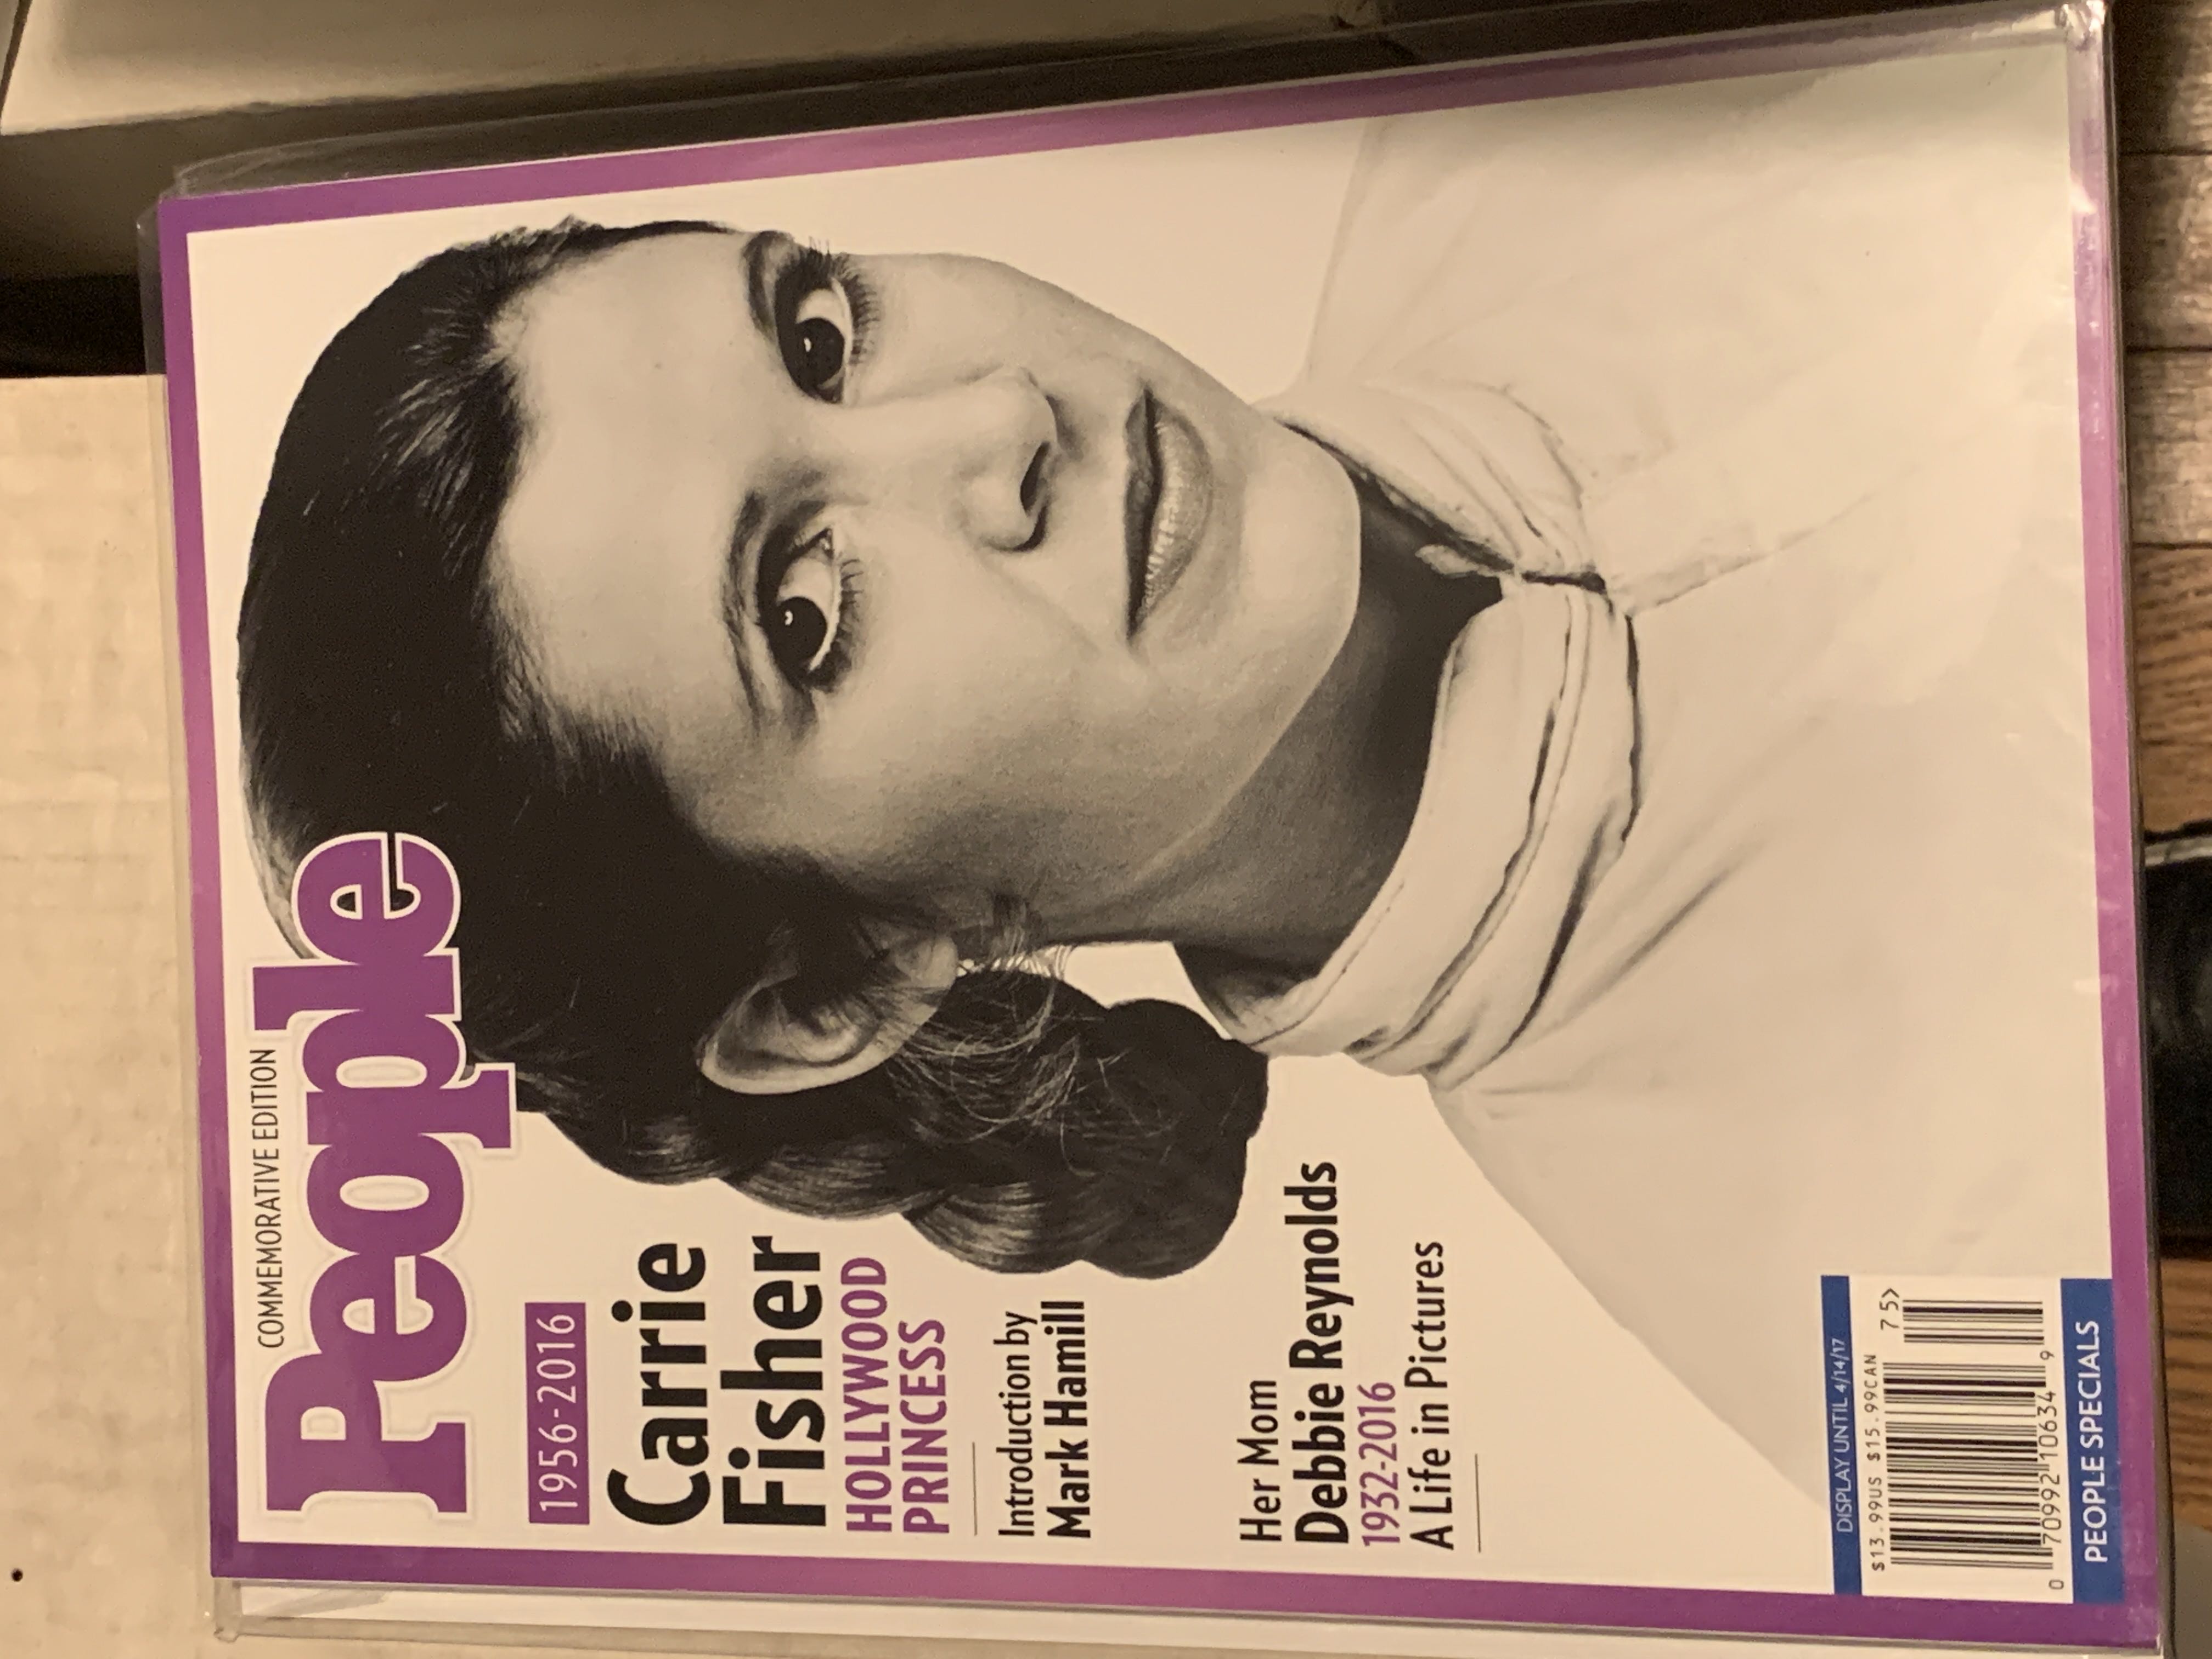 COMMEMORATIVE EDITION
People
1956-2016
Carrie
Fisher
HOLLYWOOD
PRINCESS
Introduction by
Mark Hamill
Her Mom
Debbie Reynolds
1932-2016
A Life in Pictures
DISPLAY UNTIL 4/14/17
$13.99US $15.99CAN
75>
0 70992 10634 9
PEOPLE SPECIALS